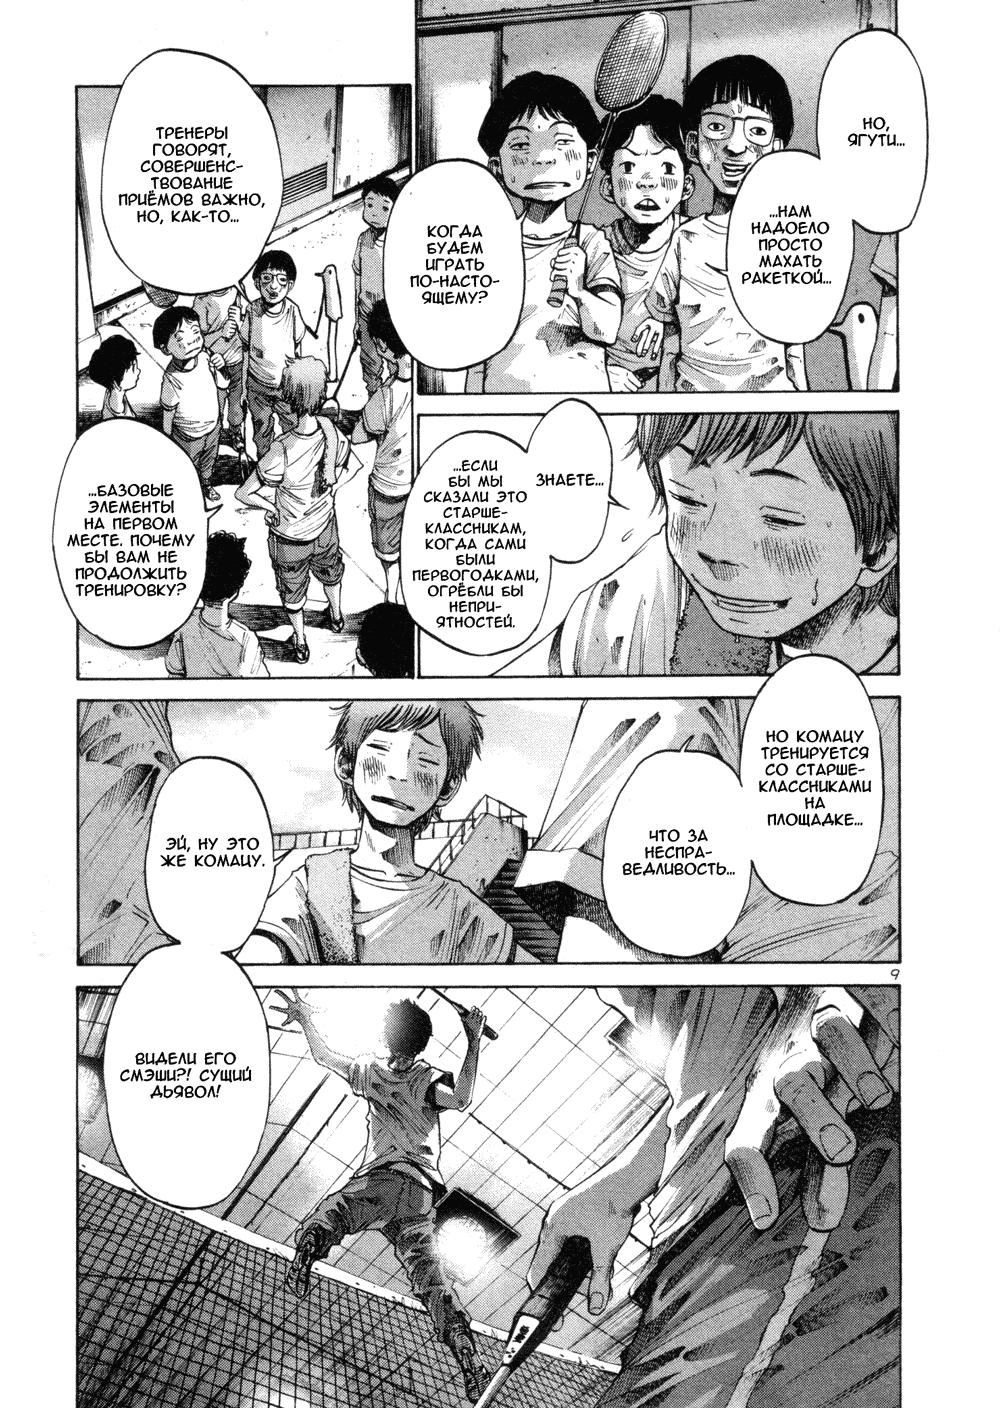 НО,
ЯГУТИ...
...НАМ
НАДОЕЛО
ПРОСТО
МАХАТЬ
РАКЕТКОЙ...
КОГДА
БУДЕМ
ИГРАТЬ
ПО-НАСТО-
ЯЩЕМУ?
ТРЕНЕРЫ
ГОВОРЯТ,
СОВЕРШЕНС-
ТВОВАНИЕ
ПРИЁМОВ ВАЖНО,
НО, КАК-ТО...
...БАЗОВЫЕ
ЭЛЕМЕНТЫ
НА ПЕРВОМ
МЕСТЕ. ПОЧЕМУ
БЫ ВАМ НЕ
ПРОДОЛЖИТЬ
ТРЕНИРОВКУ?
ЗНАЕТЕ...
...ЕСЛИ
БЫ МЫ
СКАЗАЛИ ЭТО
СТАРШЕ-
КЛАССНИКАМ,
КОГДА САМИ
БЫЛИ
ПЕРВОГОДКАМИ,
ОГРЁБЛИ БЫ
НЕПРИ-
ЯТНОСТЕЙ.
НО КОМАЦУ
ТРЕНИРУЕТСЯ
СО СТАРШЕ-
КЛАССНИКАМИ
НА
ПЛОЩАДКЕ...
ЧТО ЗА
НЕСПРА-
ВЕДЛИВОСТЬ...
ЭЙ, НУ ЭТО
ЖЕ КОМАЦУ.
9
ВИДЕЛИ ЕГО
СМЭШИ?! СУЩИЙ
ДЬЯВОЛ!